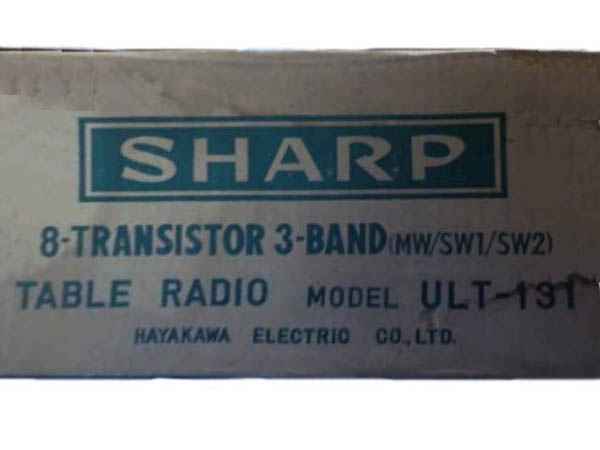 SHARP
8-TRANSISTOR 3-BAND (MW/SW1/SW2)
TABLE RADIO MODEL ULT-131
HAYAKAWA ELECTRIC CO., LTD.